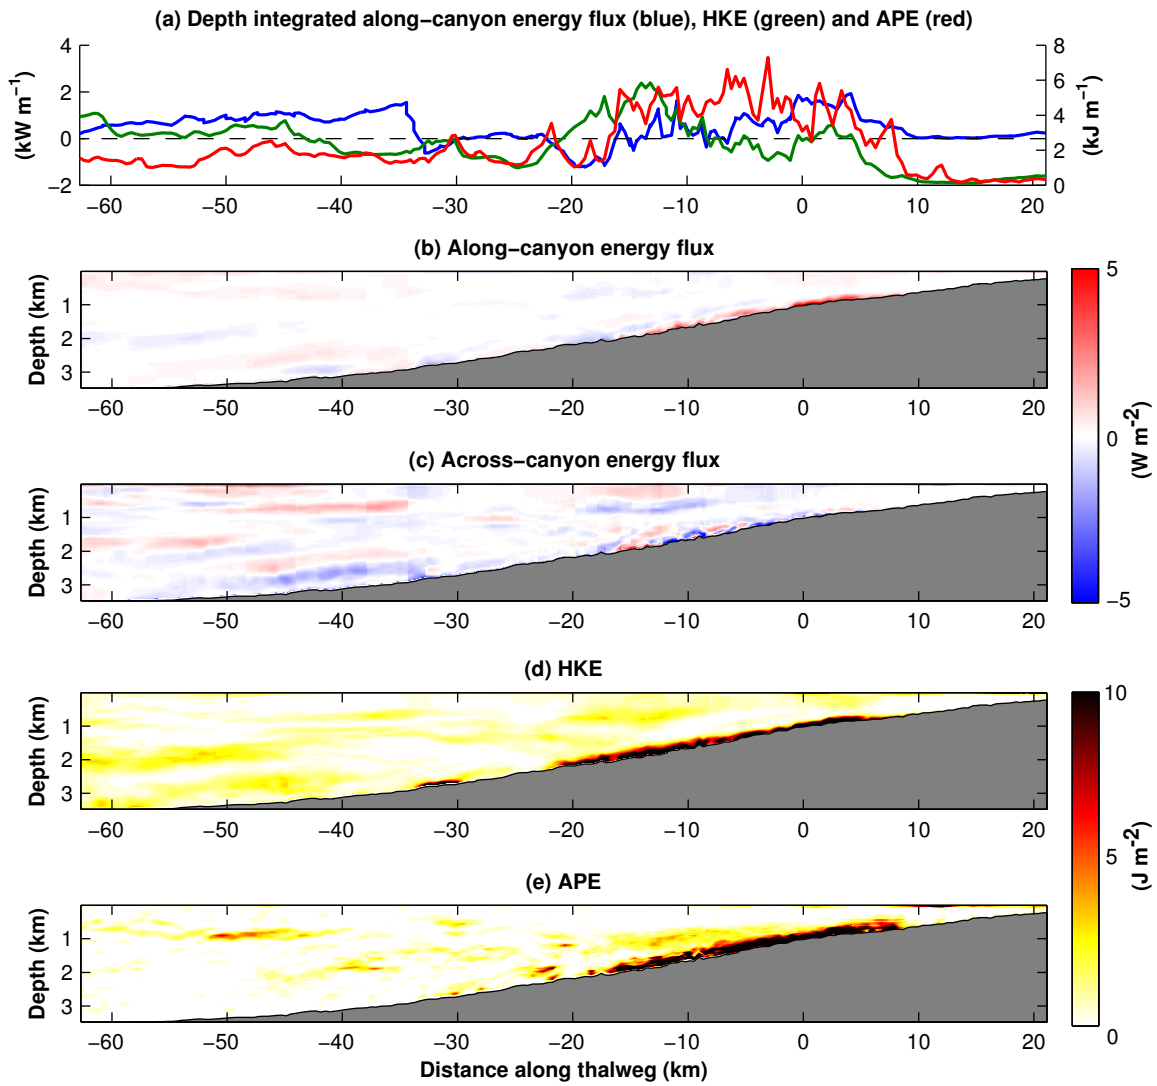 (a) Depth integrated along−canyon energy flux (blue), HKE (green) and APE (red)
4 2 0 −2
(kW m−1)
8 6 4 2 0
(kJ m−1)
−60 −50 −40 −30 −20 −10 0 10 20
(b) Along−canyon energy flux
Depth (km)
1 2 3
−60 −50 −40 −30 −20 −10 0 10 20
(c) Across−canyon energy flux
Depth (km)
1 2 3
−60 −50 −40 −30 −20 −10 0 10 20
5 0 −5
(W m-2)
(d) HKE
Depth (km)
1 2 3
−60 −50 −40 −30 −20 −10 0 10 20
(e) APE
Depth (km)
1 2 3
−60 −50 −40 −30 −20 −10 0 10 20
10 5 0
(J m-2)
Distance along thalweg (km)